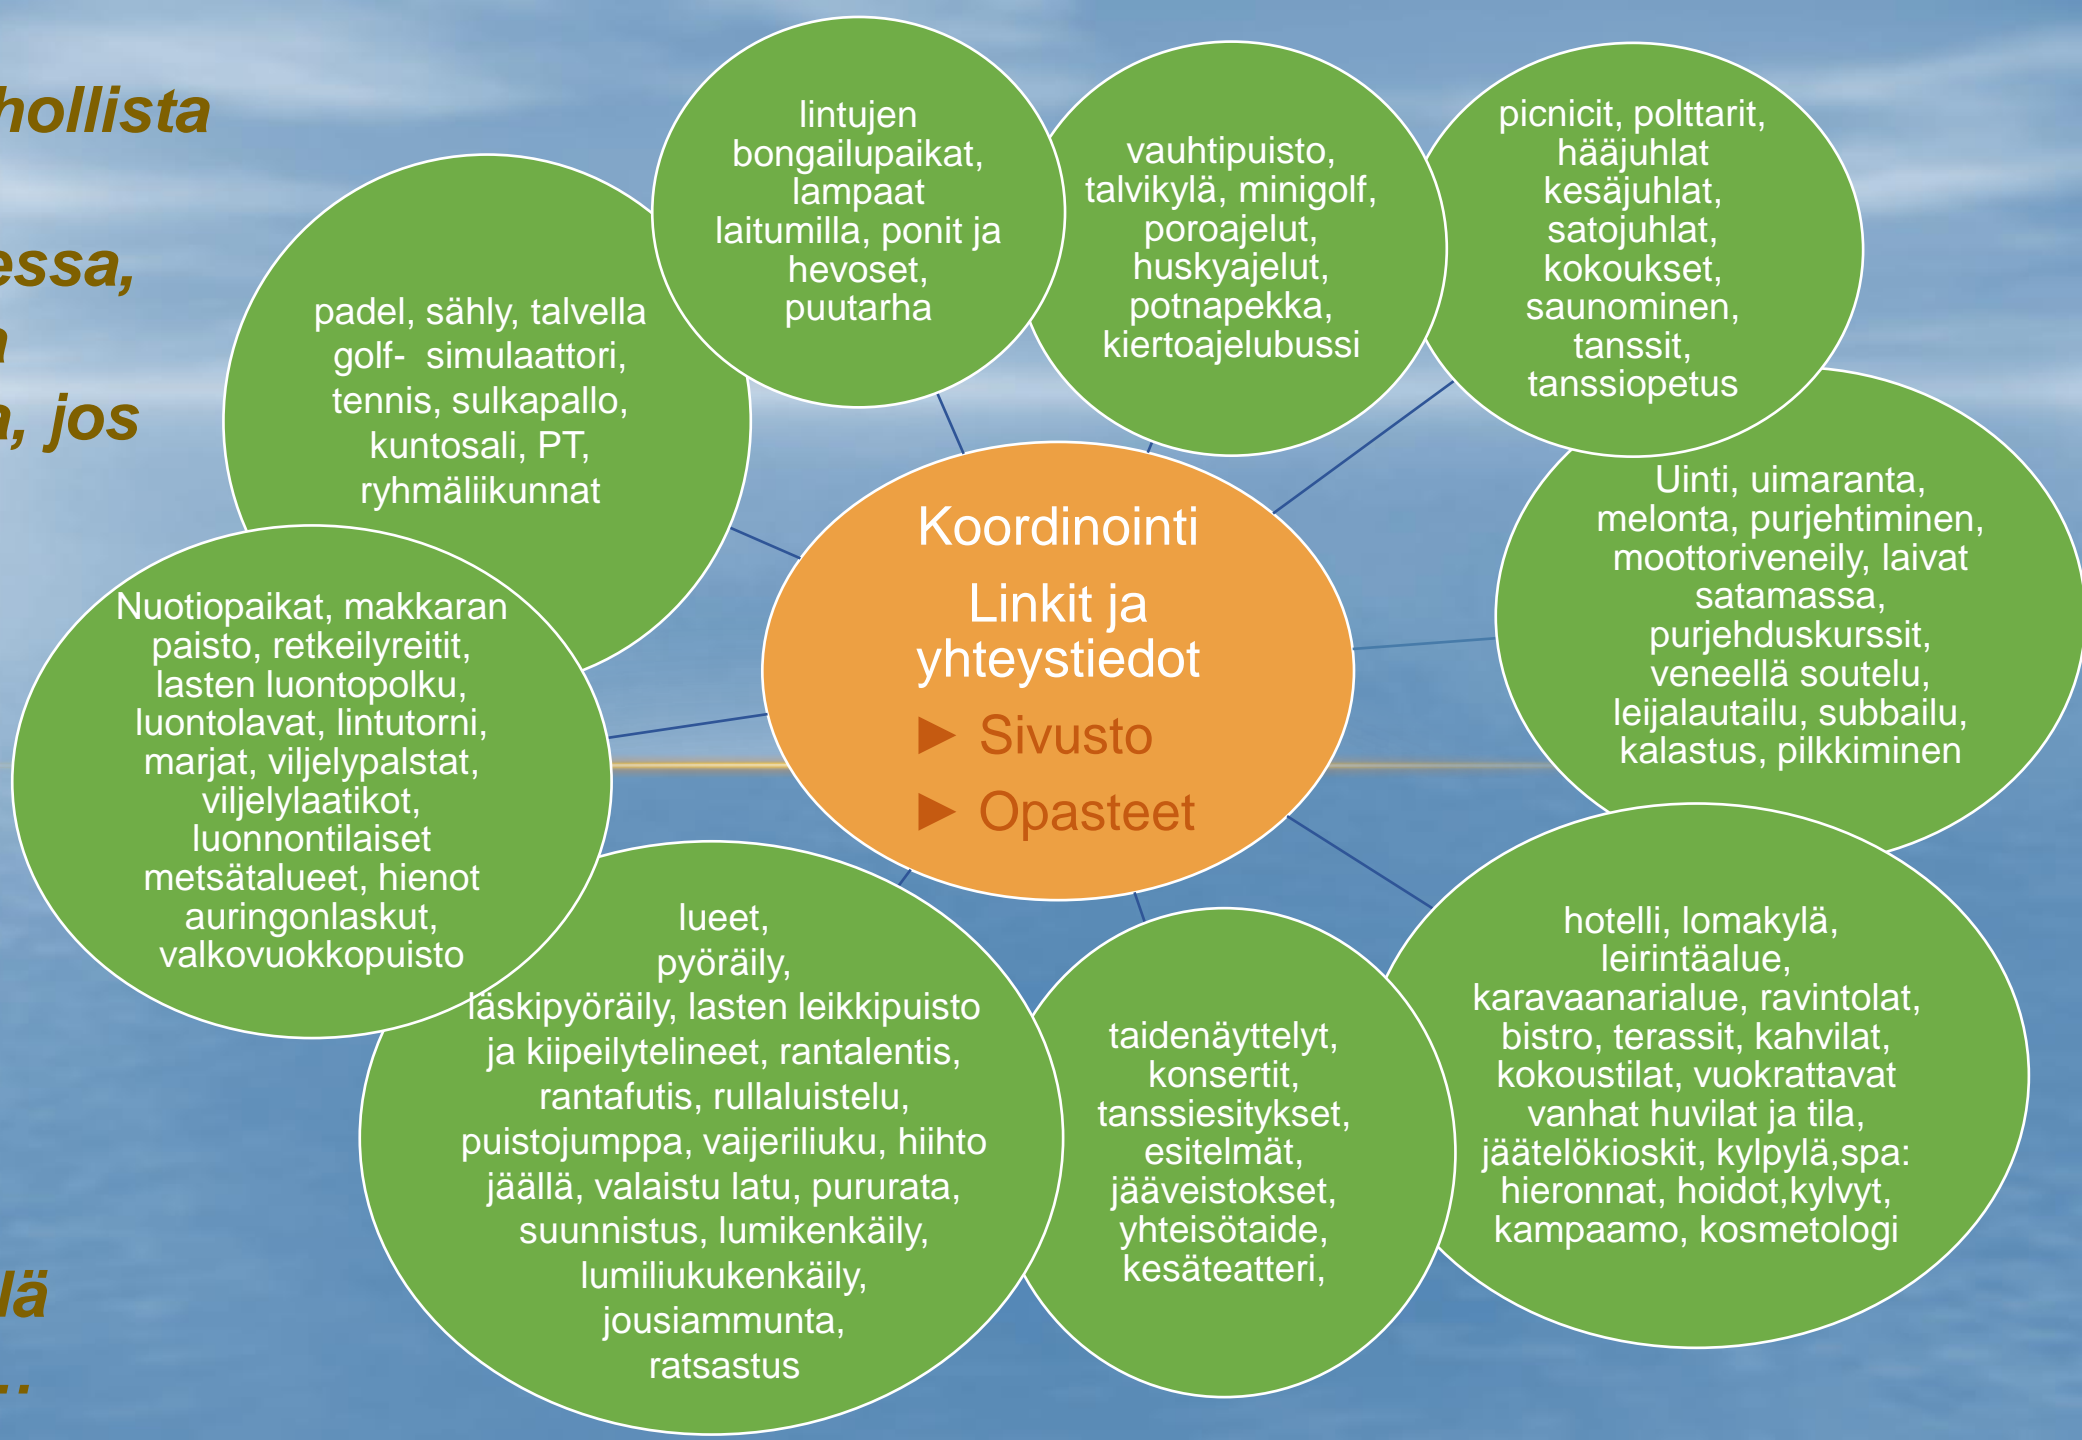 hollista
essa,
a, jos
lä
…
lintujen
bongailupaikat,
lampaat
laitumilla, ponit ja
hevoset,
puutarha
vauhtipuisto,
talvikylä, minigolf,
poroajelut,
huskyajelut,
potnapekka,
kiertoajelubussi
picnicit, polttarit,
hääjuhlat
kesäjuhlat,
satojuhlat,
kokoukset,
saunominen,
tanssit,
tanssiopetus
padel, sähly, talvella
golf- simulaattori,
tennis, sulkapallo,
kuntosali, PT,
ryhmäliikunnat
Koordinointi
Linkit ja
yhteystiedot
► Sivusto
► Opasteet
Uinti, uimaranta,
melonta, purjehtiminen,
moottoriveneily, laivat
satamassa,
purjehduskurssit,
veneellä soutelu,
leijalautailu, subbailu,
kalastus, pilkkiminen
Nuotiopaikat, makkaran
paisto, retkeilyreitit,
lasten luontopolku,
luontolavat, lintutorni,
marjat, viljelypalstat,
viljelylaatikot,
luonnontilaiset
metsätalueet, hienot
auringonlaskut,
valkovuokkopuisto
lueet,
pyöräily,
läskipyöräily, lasten leikkipuisto
ja kiipeilytelineet, rantalentis,
rantafutis, rullaluistelu,
puistojumppa, vaijeriliuku, hiihto
jäällä, valaistu latu, pururata,
suunnistus, lumikenkäily,
lumiliukukenkäily,
jousiammunta,
ratsastus
taidenäyttelyt,
konsertit,
tanssiesitykset,
esitelmät,
jääveistokset,
yhteisötaide,
kesäteatteri,
hotelli, lomakylä,
leirintäalue,
karavaanarialue, ravintolat,
bistro, terassit, kahvilat,
kokoustilat, vuokrattavat
vanhat huvilat ja tila,
jäätelökioskit, kylpylä,spa:
hieronnat, hoidot,kylvyt,
kampaamo, kosmetologi